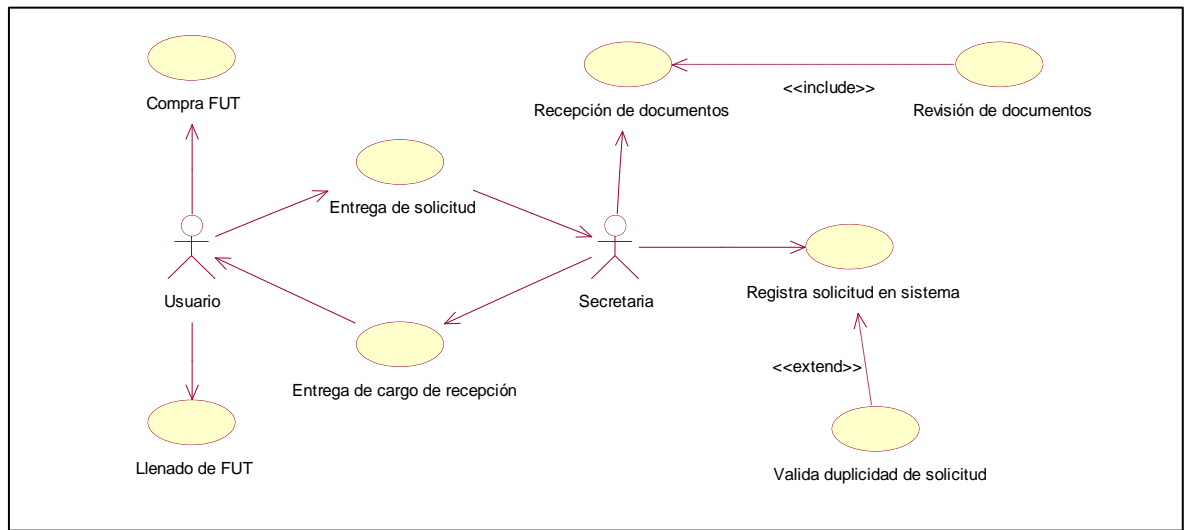 Compra FUT
Recepción de documentos
<<include>>
Revisión de documentos
Entrega de solicitud
Usuario
Secretaria
Registra solicitud en sistema
<<extend>>
Entrega de cargo de recepción
Llenado de FUT
Valida duplicidad de solicitud